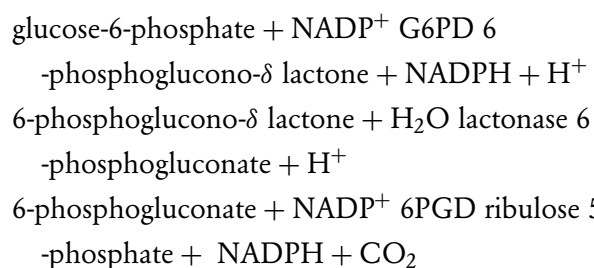 glucose-6-phosphate + NADP⁺ G6PD 6
-phosphoglucono-δ lactone + NADPH + H⁺
6-phosphoglucono-δ lactone + H₂O lactonase 6
-phosphogluconate + H⁺
6-phosphogluconate + NADP⁺ 6PGD ribulose 5
-phosphate + NADPH + CO₂